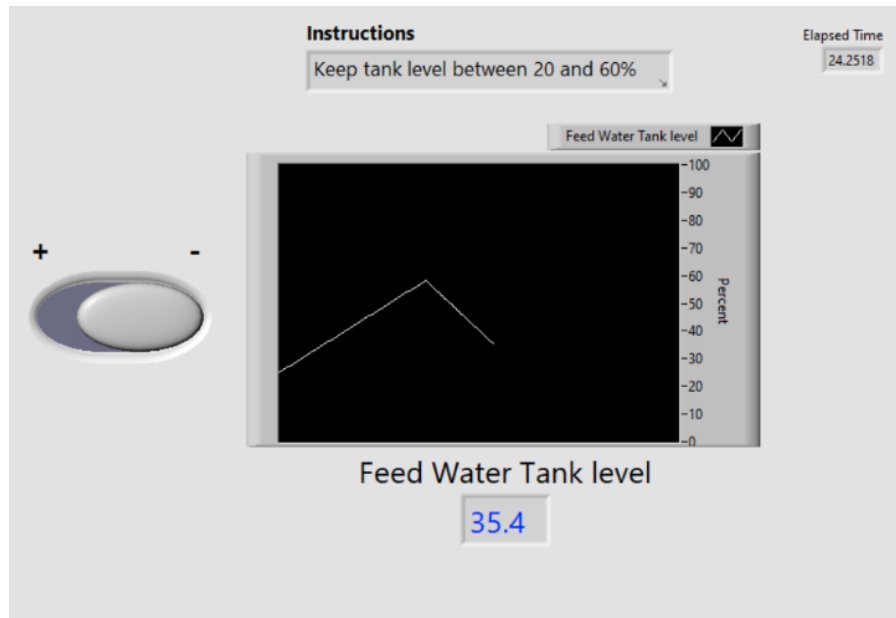 Instructions
Elapsed Time
Keep tank level between 20 and 60%
24.2518
Feed Water Tank level
-100
-90
-80
-70
+ -
-60
-50
Percent
-40
-30
-20
-10
-0
Feed Water Tank level
35.4